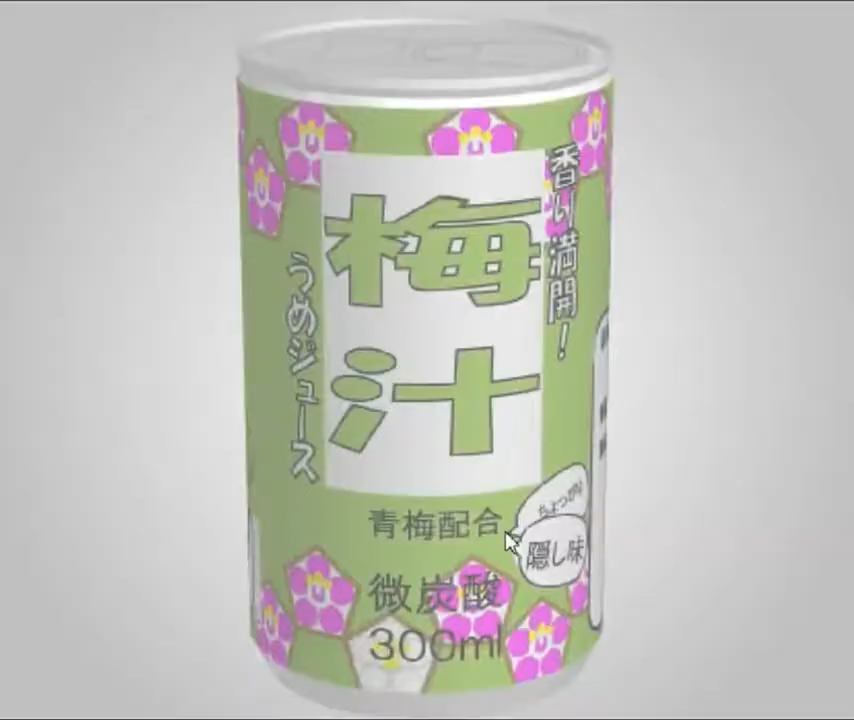 香り満開！
梅汁
うめジュース
青梅配合
ちょっぴり
隠し味
微炭酸
300ml